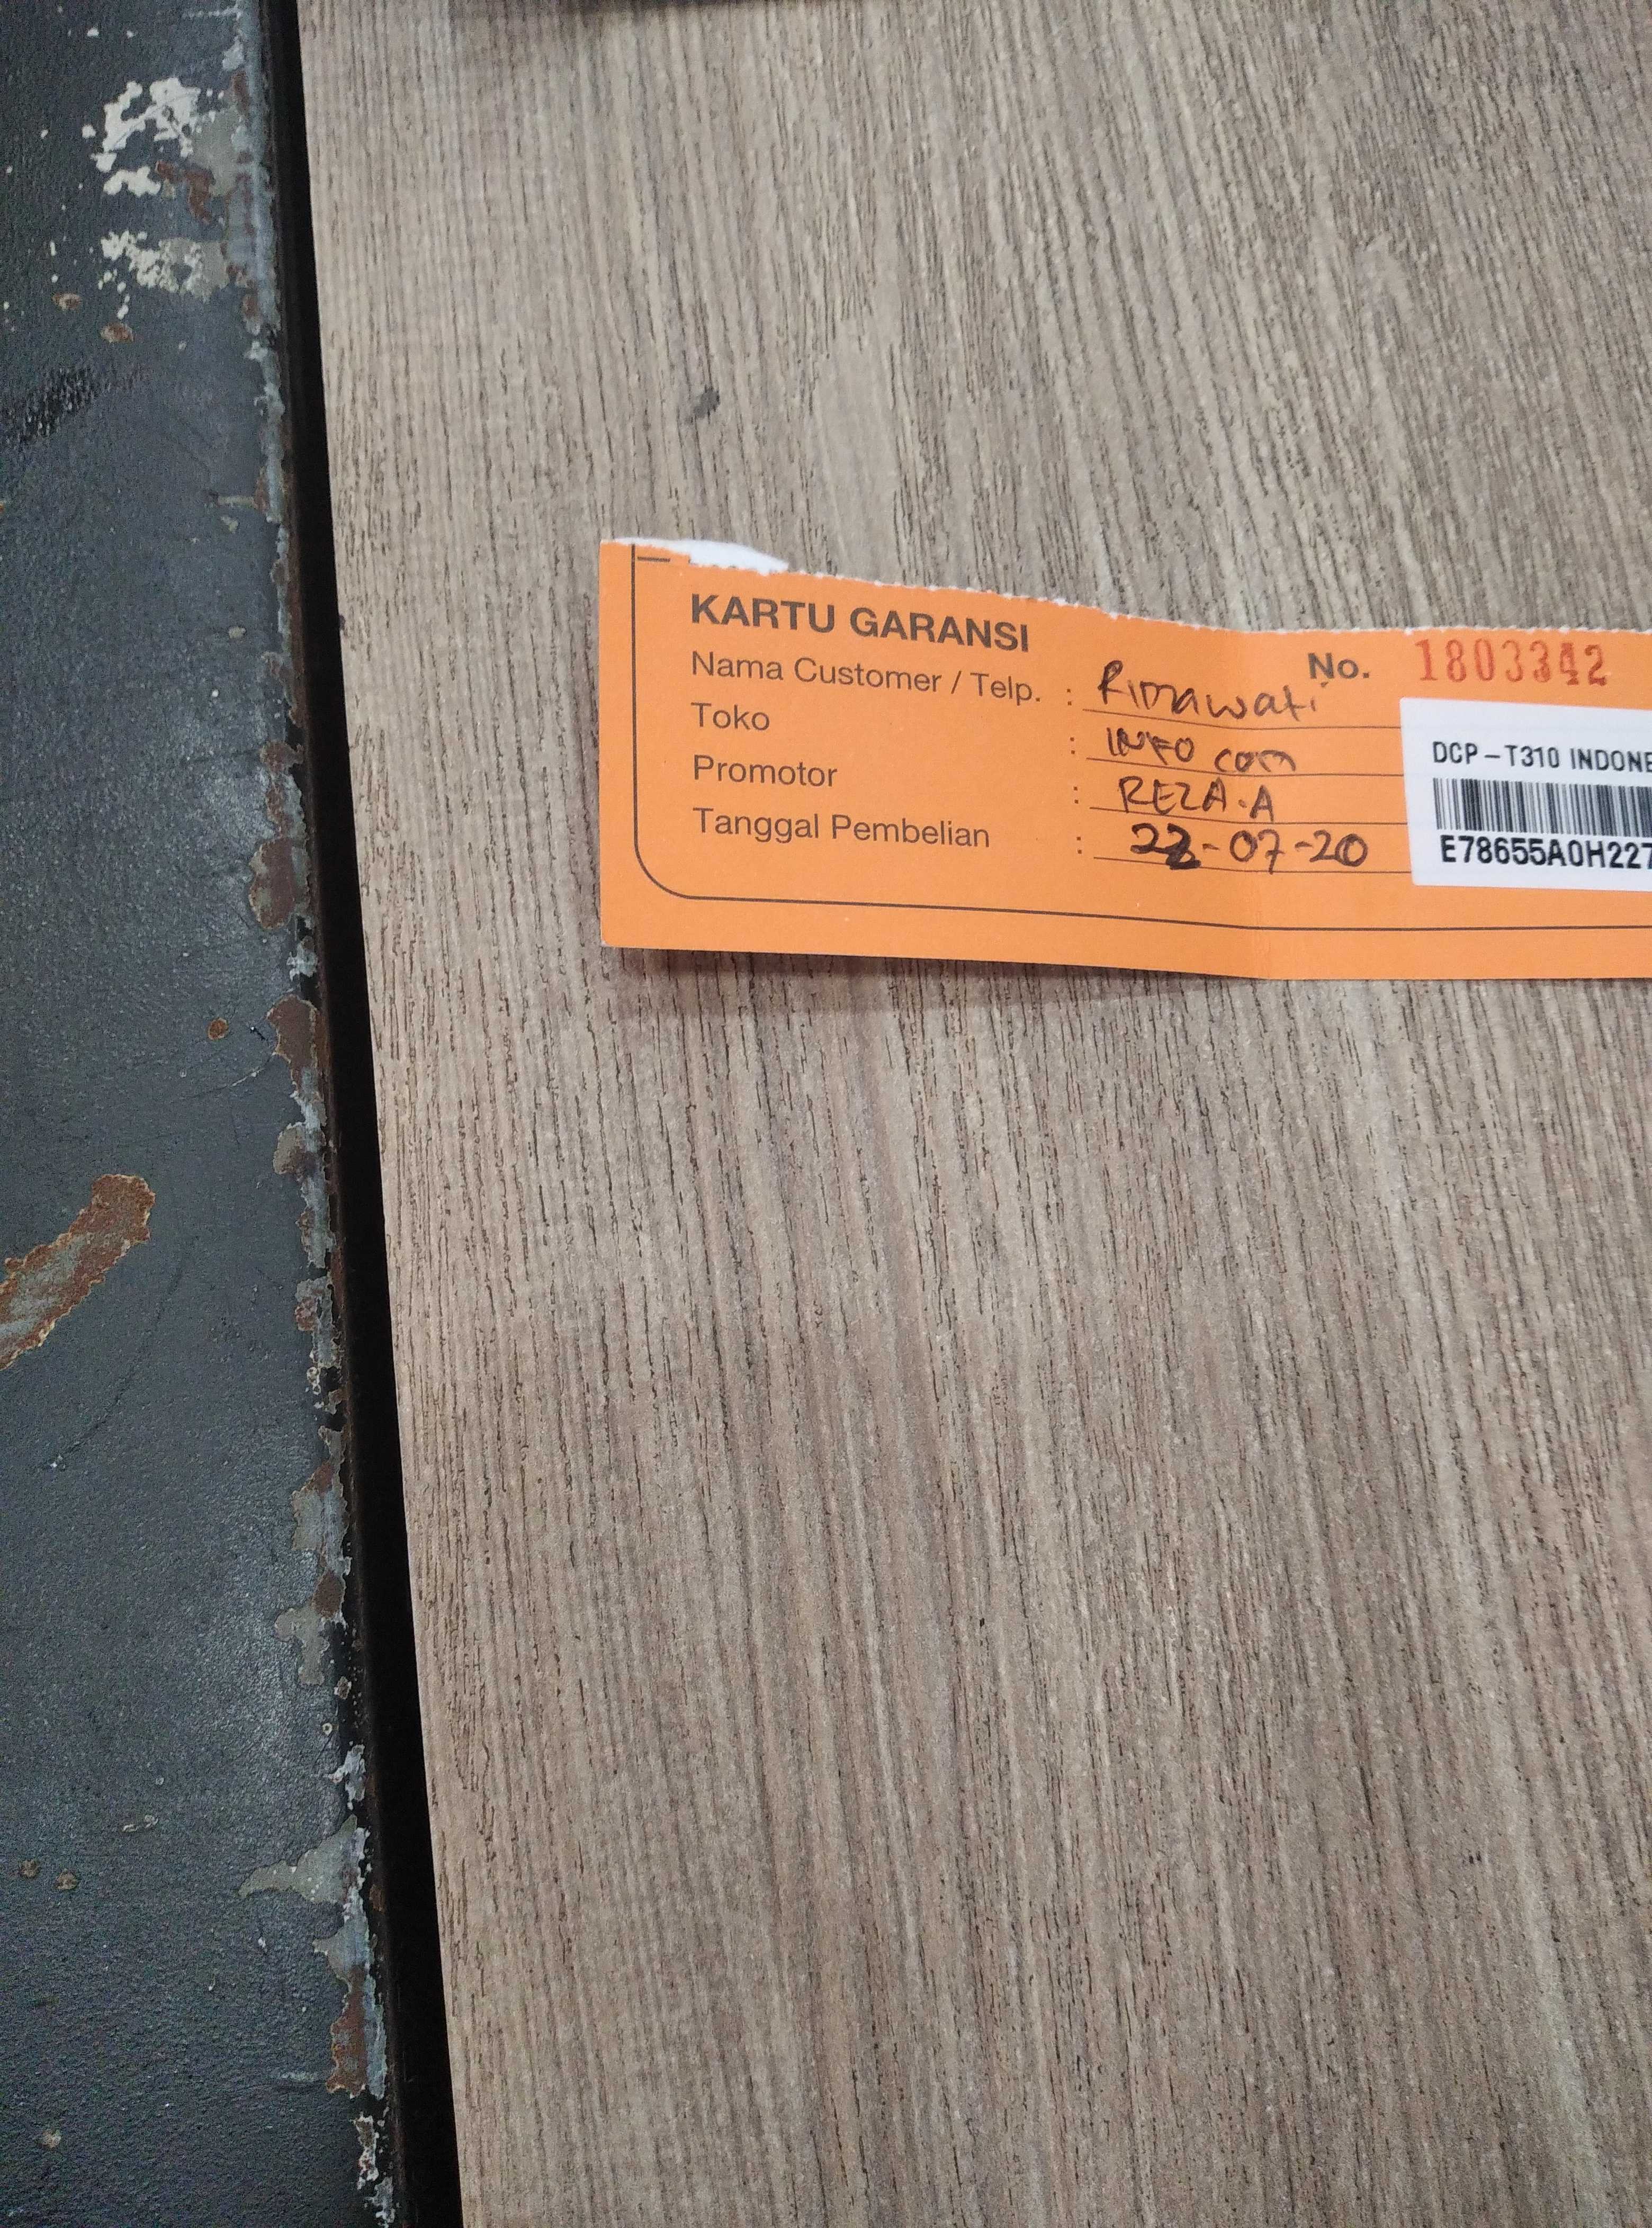 KARTU GARANSI
No. 1803342
Nama Customer / Telp. : Rimawati
Toko : INFO com
Promotor : REZA.A
Tanggal Pembelian : 22-07-20
DCP-T310 INDONE
E78655A0H227